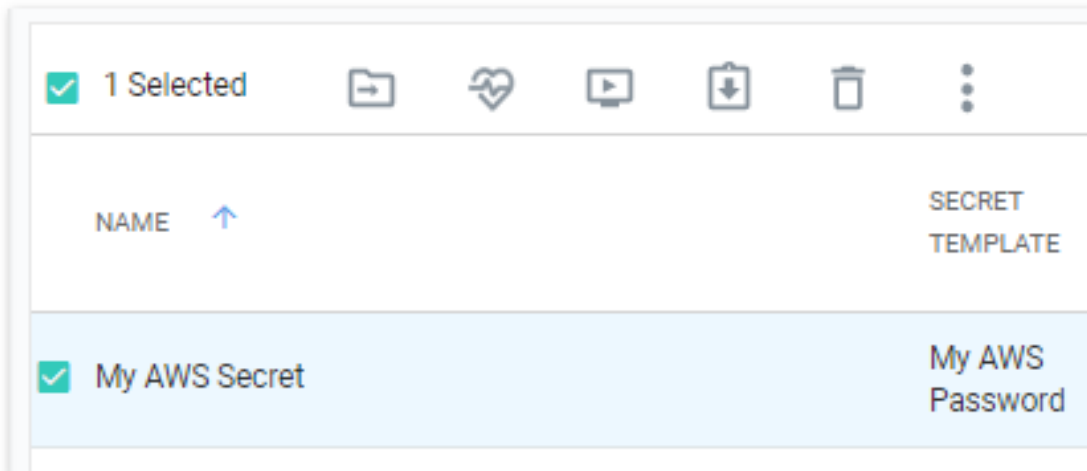 1 Selected
NAME
SECRET
TEMPLATE
My AWS Secret
My AWS
Password